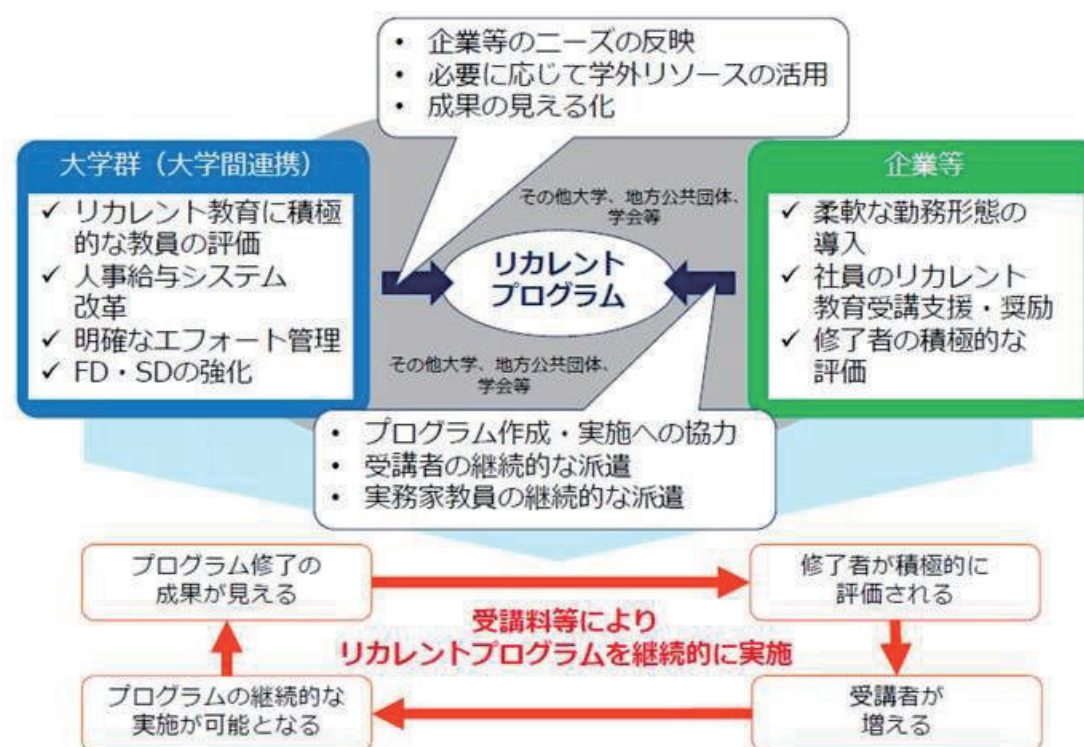 • 企業等のニーズの反映
• 必要に応じて学外リソースの活用
• 成果の見える化
大学群（大学間連携）
✓ リカレント教育に積極
的な教員の評価
✓ 人事給与システム
改革
✓ 明確なエフォート管理
✓ FD・SDの強化
その他大学、地方公共団体、
学会等
リカレント
プログラム
その他大学、地方公共団体、
学会等
企業等
✓ 柔軟な勤務形態の
導入
✓ 社員のリカレント
教育受講支援・奨励
✓ 修了者の積極的な
評価
• プログラム作成・実施への協力
• 受講者の継続的な派遣
• 実務家教員の継続的な派遣
プログラム修了の
成果が見える
修了者が積極的に
評価される
受講料等により
リカレントプログラムを継続的に実施
プログラムの継続的な
実施が可能となる
受講者が
増える